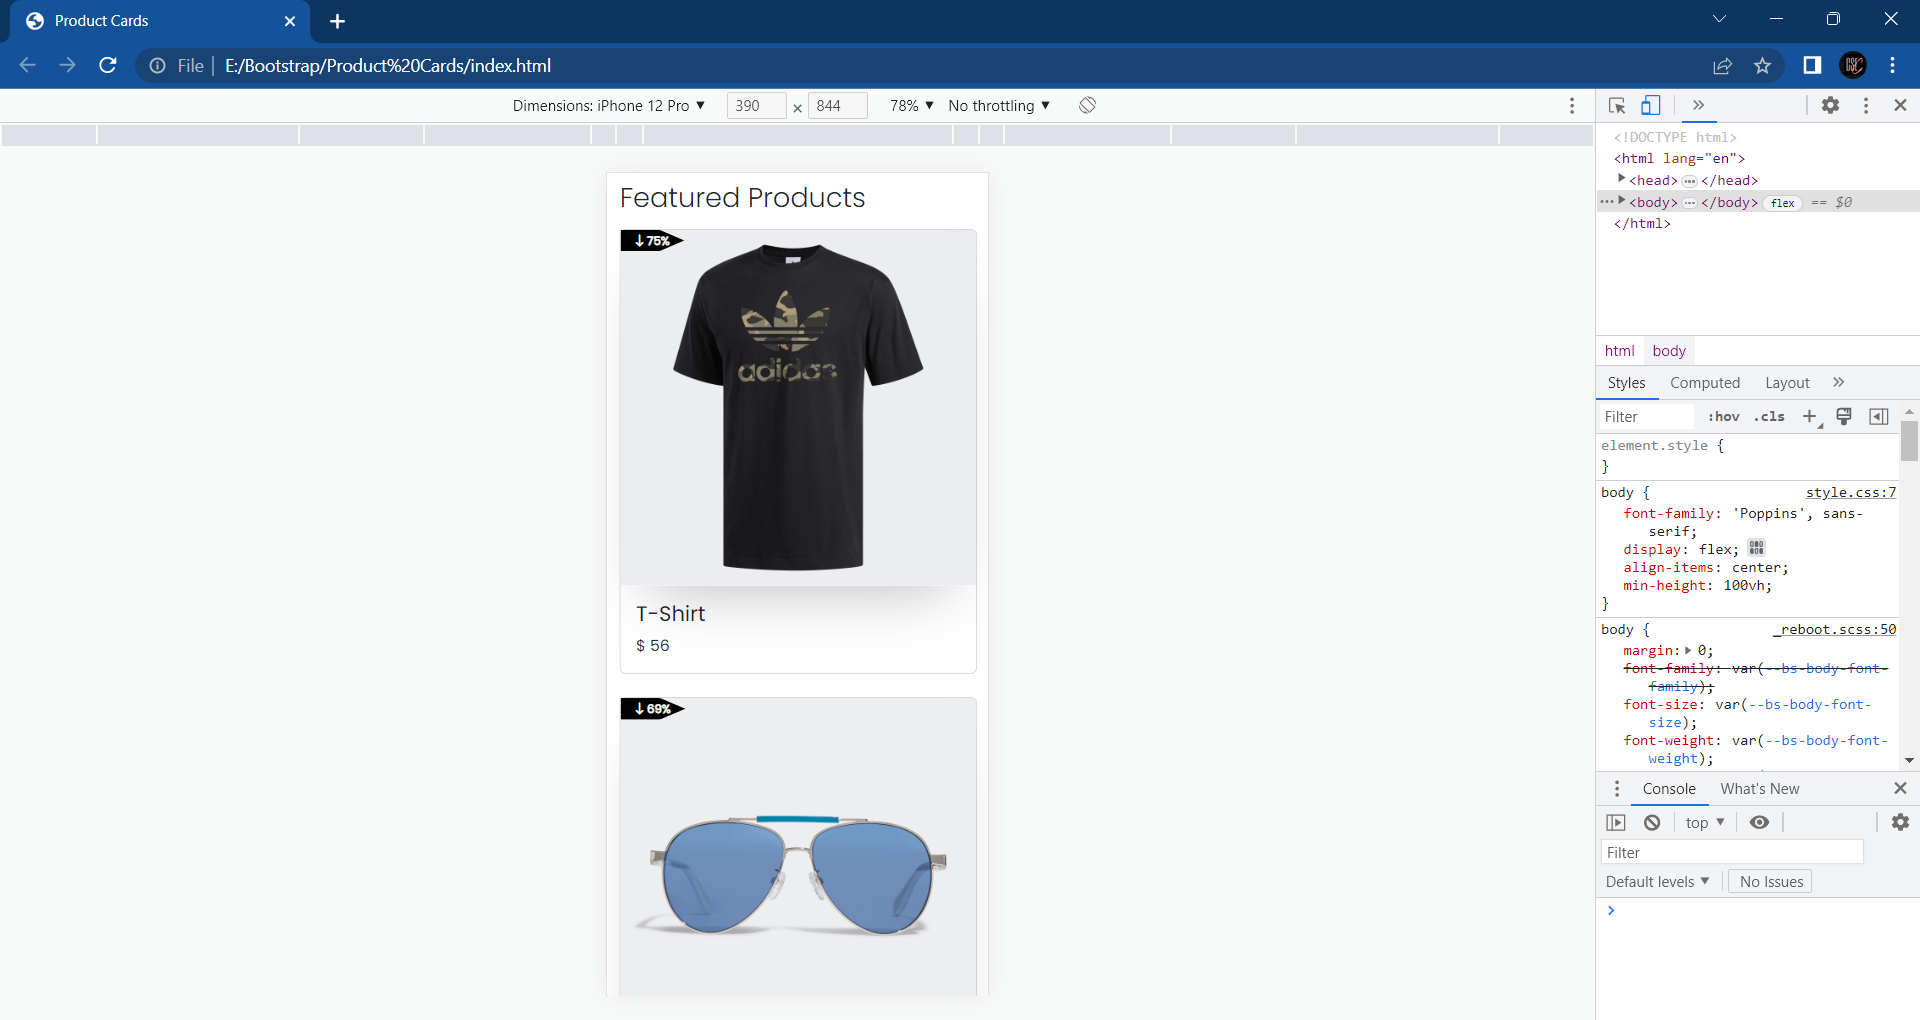 Product Cards
File | E:/Bootstrap/Product%20Cards/index.html
Dimensions: iPhone 12 Pro ▼ 390 × 844 78% ▼ No throttling ▼
Featured Products
↓ 75%
adidas
T-Shirt
$ 56
↓ 69%
<!DOCTYPE html>
<html lang="en">
<head> ... </head>
... <body> ... </body> flex == $0
</html>
html body
Styles Computed Layout »
Filter :hov .cls +
element.style {
}
body { style.css:7
font-family: 'Poppins', sans-
serif;
display: flex;
align-items: center;
min-height: 100vh;
}
body { _reboot.scss:50
margin: 0;
font-family: var(--bs-body-font-
family);
font-size: var(--bs-body-font-
size);
font-weight: var(--bs-body-font-
weight);
Console What's New
top ▼
Filter
Default levels ▼ No Issues